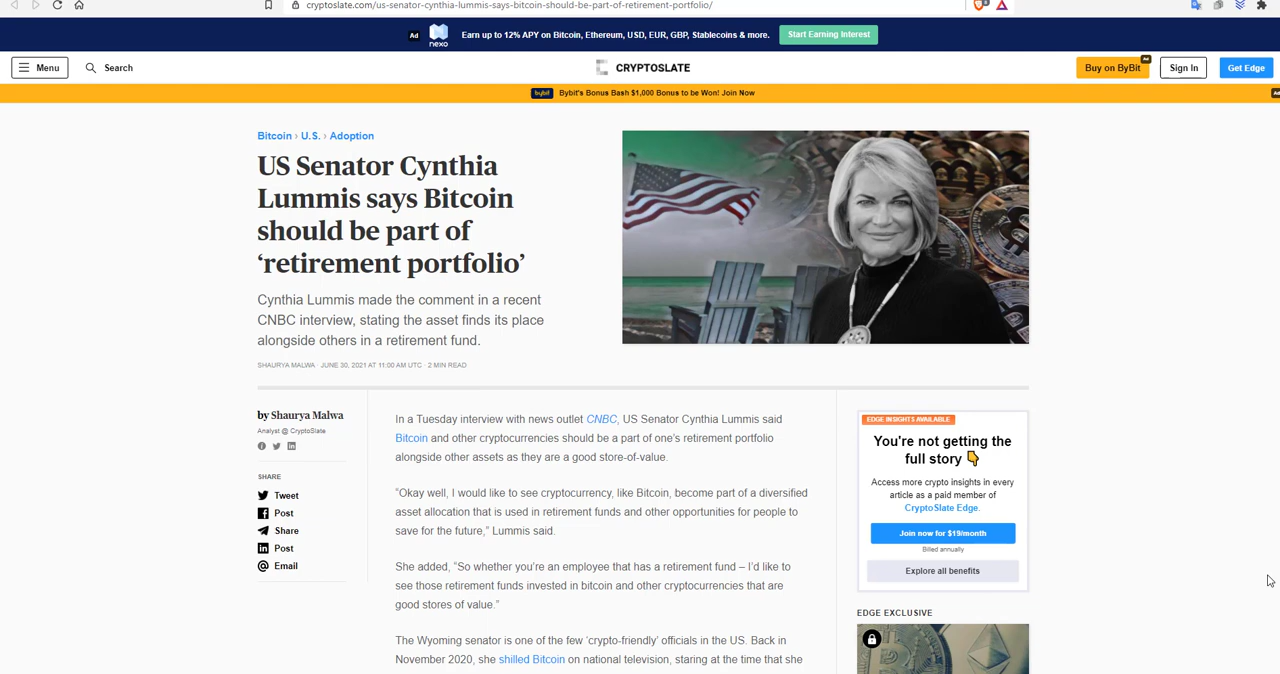 cryptoslate.com/us-senator-cynthia-lummis-says-bitcoin-should-be-part-of-retirement-portfolio/
Ad
nexo
Earn up to 12% APY on Bitcoin, Ethereum, USD, EUR, GBP, Stablecoins & more.
Start Earning Interest
Menu
Search
CRYPTOSLATE
Buy on ByBit
Ad
Sign In
Get Edge
bybit
Bybit's Bonus Bash $1,000 Bonus to be Won! Join Now
Bitcoin › U.S. › Adoption
US Senator Cynthia
Lummis says Bitcoin
should be part of
‘retirement portfolio’
Cynthia Lummis made the comment in a recent
CNBC interview, stating the asset finds its place
alongside others in a retirement fund.
SHAURYA MALWA · JUNE 30, 2021 AT 11:00 AM UTC · 2 MIN READ
by Shaurya Malwa
Analyst @ CryptoSlate
SHARE
Tweet
Post
Share
Post
Email
In a Tuesday interview with news outlet CNBC, US Senator Cynthia Lummis said
Bitcoin and other cryptocurrencies should be a part of one’s retirement portfolio
alongside other assets as they are a good store-of-value.
“Okay well, I would like to see cryptocurrency, like Bitcoin, become part of a diversified
asset allocation that is used in retirement funds and other opportunities for people to
save for the future,” Lummis said.
She added, “So whether you’re an employee that has a retirement fund – I’d like to
see those retirement funds invested in bitcoin and other cryptocurrencies that are
good stores of value.”
The Wyoming senator is one of the few ‘crypto-friendly’ officials in the US. Back in
November 2020, she shilled Bitcoin on national television, staring at the time that she
EDGE INSIGHTS AVAILABLE
You're not getting the
full story 👇
Access more crypto insights in every
article as a paid member of
CryptoSlate Edge.
Join now for $19/month
Billed annually
Explore all benefits
EDGE EXCLUSIVE